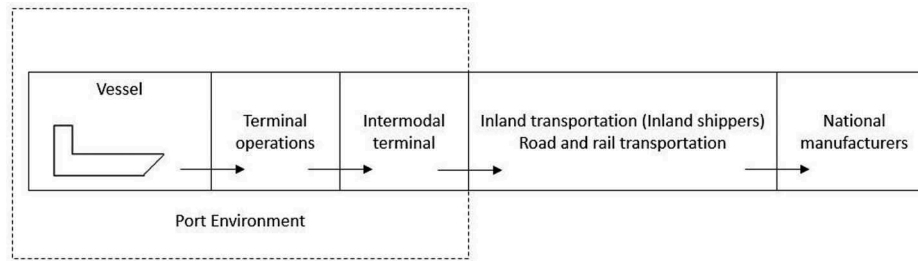 Vessel
Terminal
operations
Intermodal
terminal
Inland transportation (Inland shippers)
Road and rail transportation
National
manufacturers
Port Environment